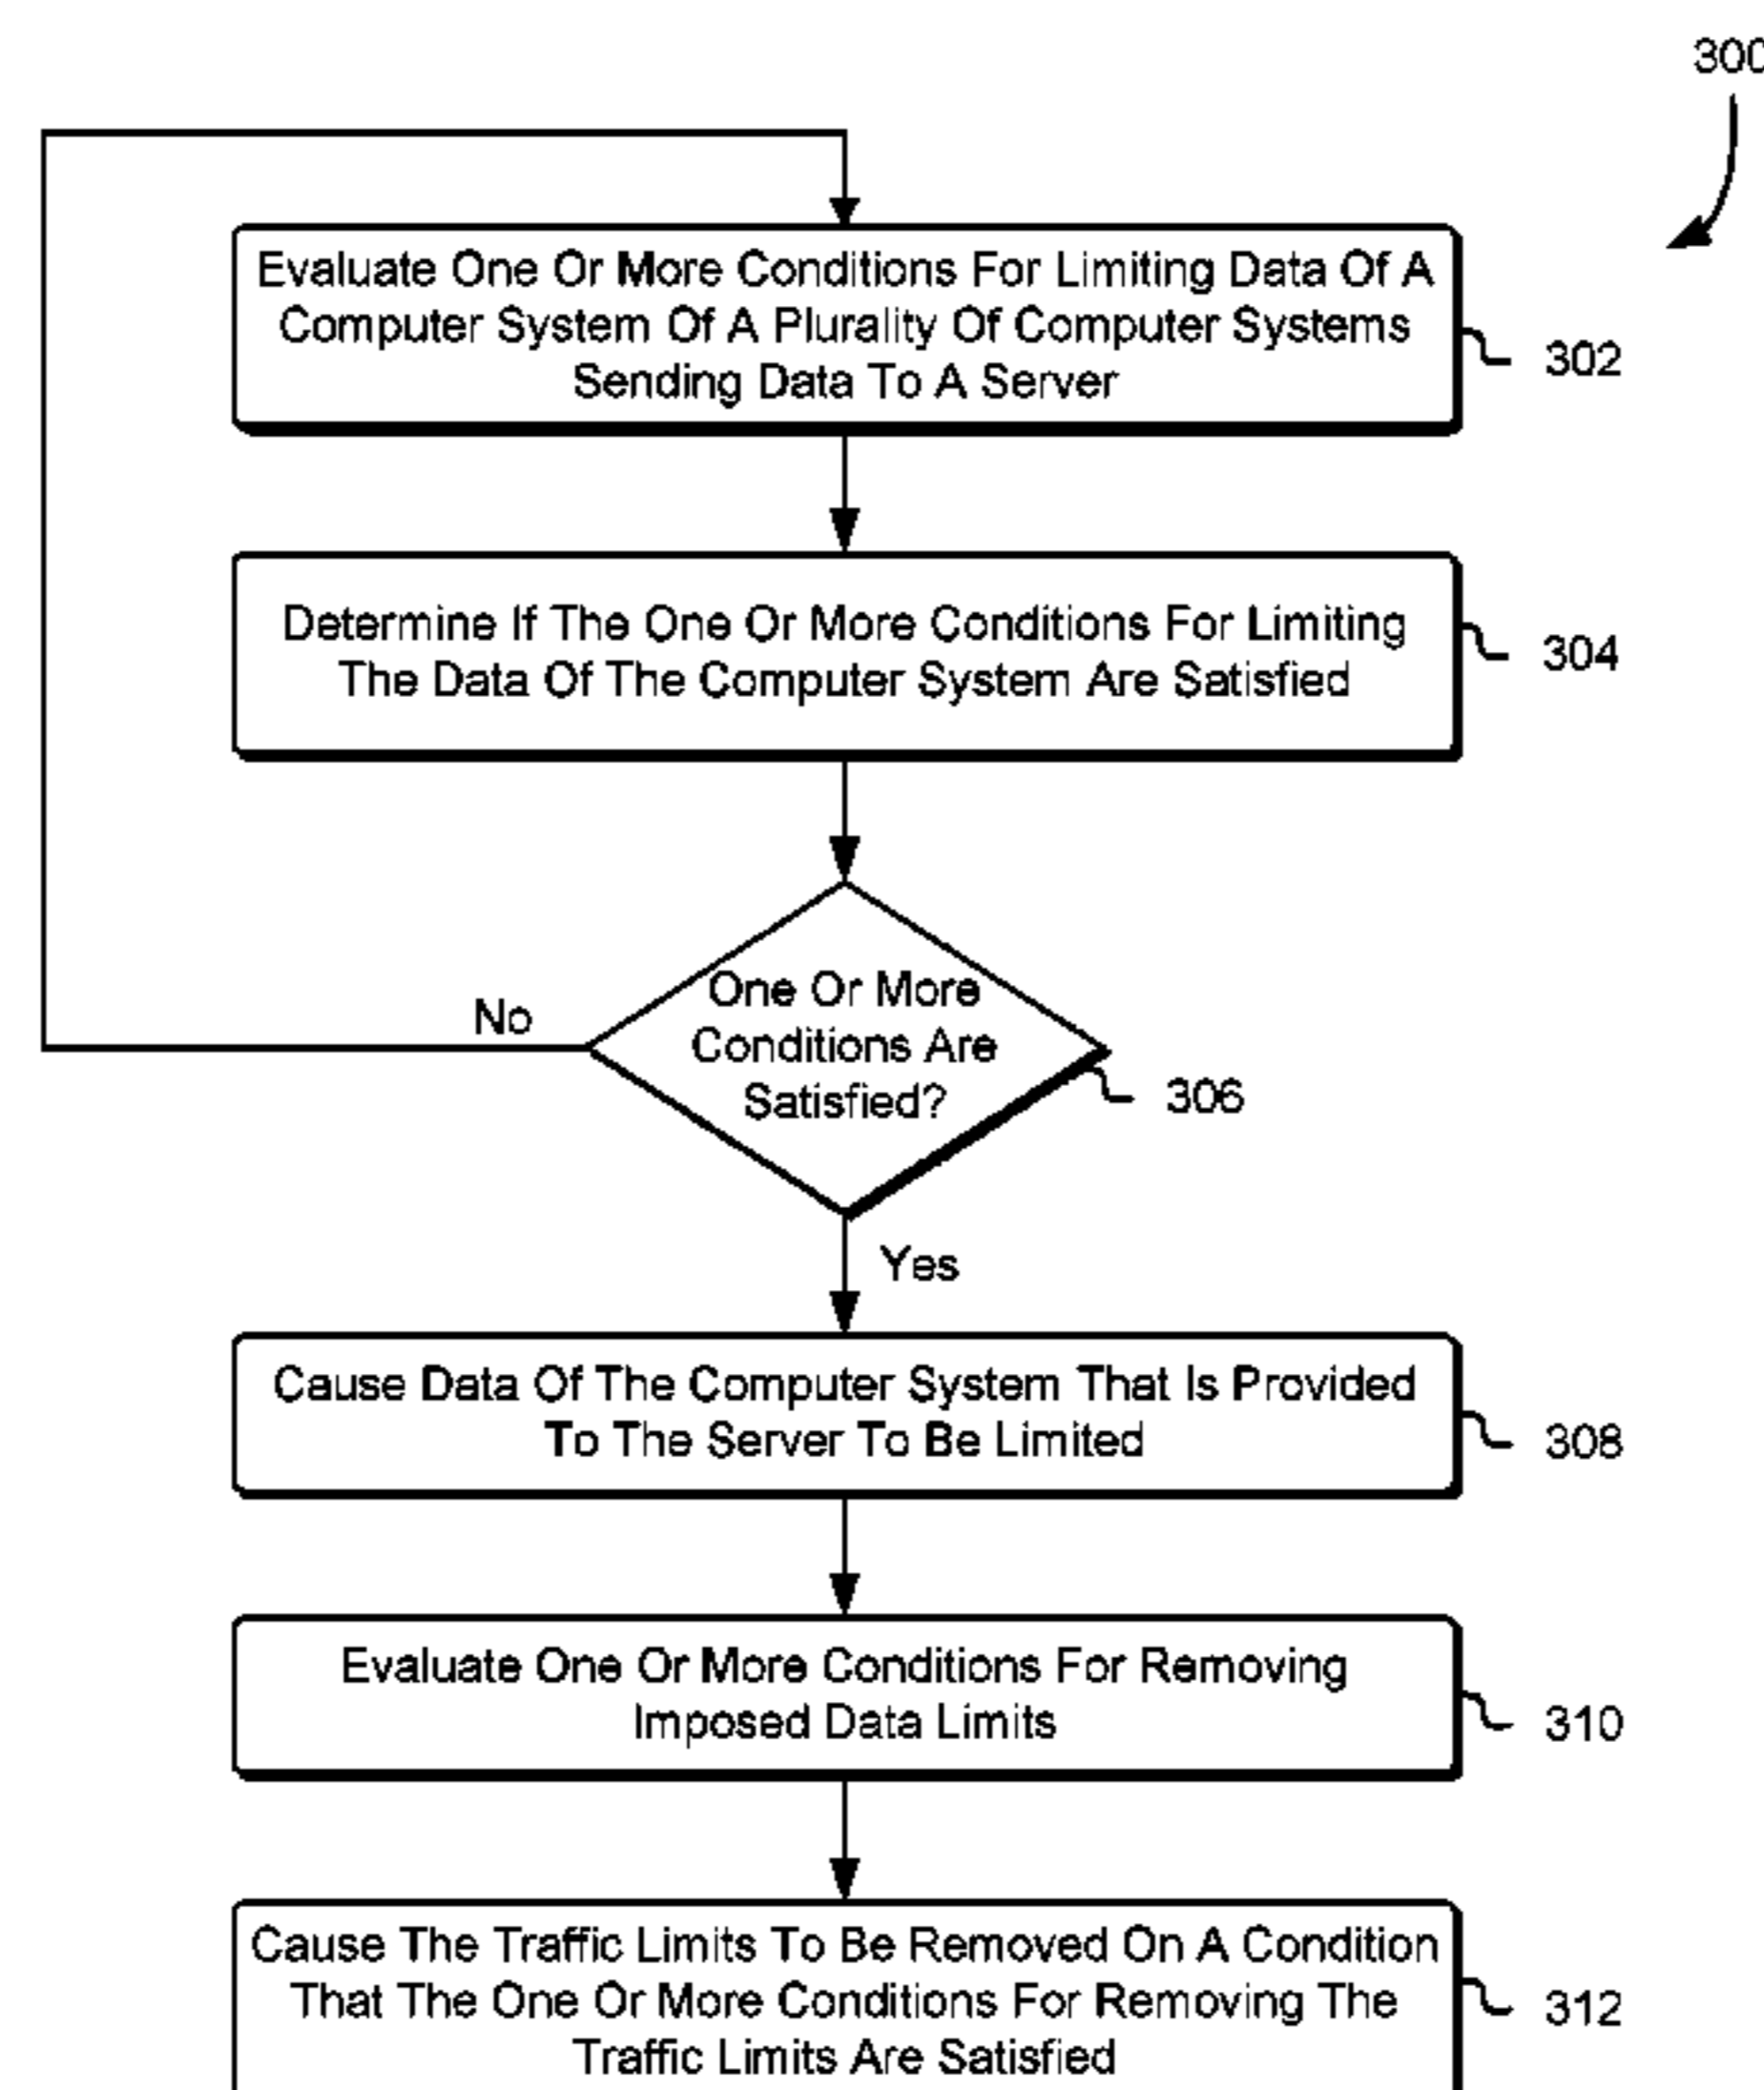 300
Evaluate One Or More Conditions For Limiting Data Of A
Computer System Of A Plurality Of Computer Systems
Sending Data To A Server
302
Determine If The One Or More Conditions For Limiting
The Data Of The Computer System Are Satisfied
304
One Or More
Conditions Are
Satisfied?
No
306
Yes
Cause Data Of The Computer System That Is Provided
To The Server To Be Limited
308
Evaluate One Or More Conditions For Removing
Imposed Data Limits
310
Cause The Traffic Limits To Be Removed On A Condition
That The One Or More Conditions For Removing The
Traffic Limits Are Satisfied
312